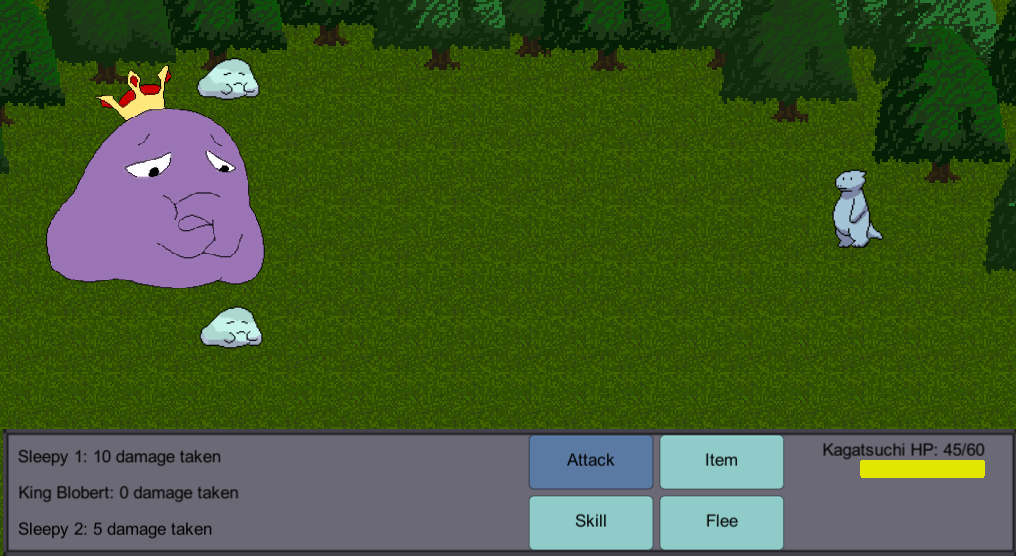 Sleepy 1: 10 damage taken
King Blobert: 0 damage taken
Sleepy 2: 5 damage taken
Attack
Item
Skill
Flee
Kagatsuchi HP: 45/60